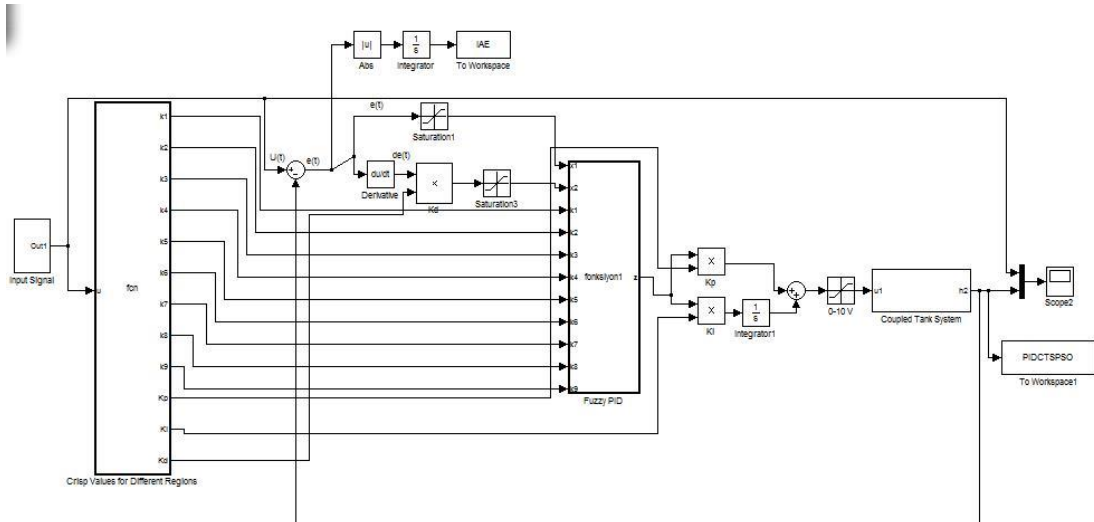 |u|
Abs
1
s
Integrator
IAE
To Workspace
e(t)
Saturation1
U(t)
e(t)
+
-
de(t)
du/dt
Derivative
×
Kd
Saturation3
Out1
Input Signal
u
fcn
k1
k2
k3
k4
k5
k6
k7
k8
k9
Kp
KI
Kd
Crisp Values for Different Regions
x1
x2
k1
k2
k3
k4
k5
k6
k7
k8
k9
fonksiyon1
z
Fuzzy PID
×
Kp
×
KI
1
s
Integrator1
+
+
0-10 V
u1
h2
Coupled Tank System
Scope2
PIDCTSPSO
To Workspace1